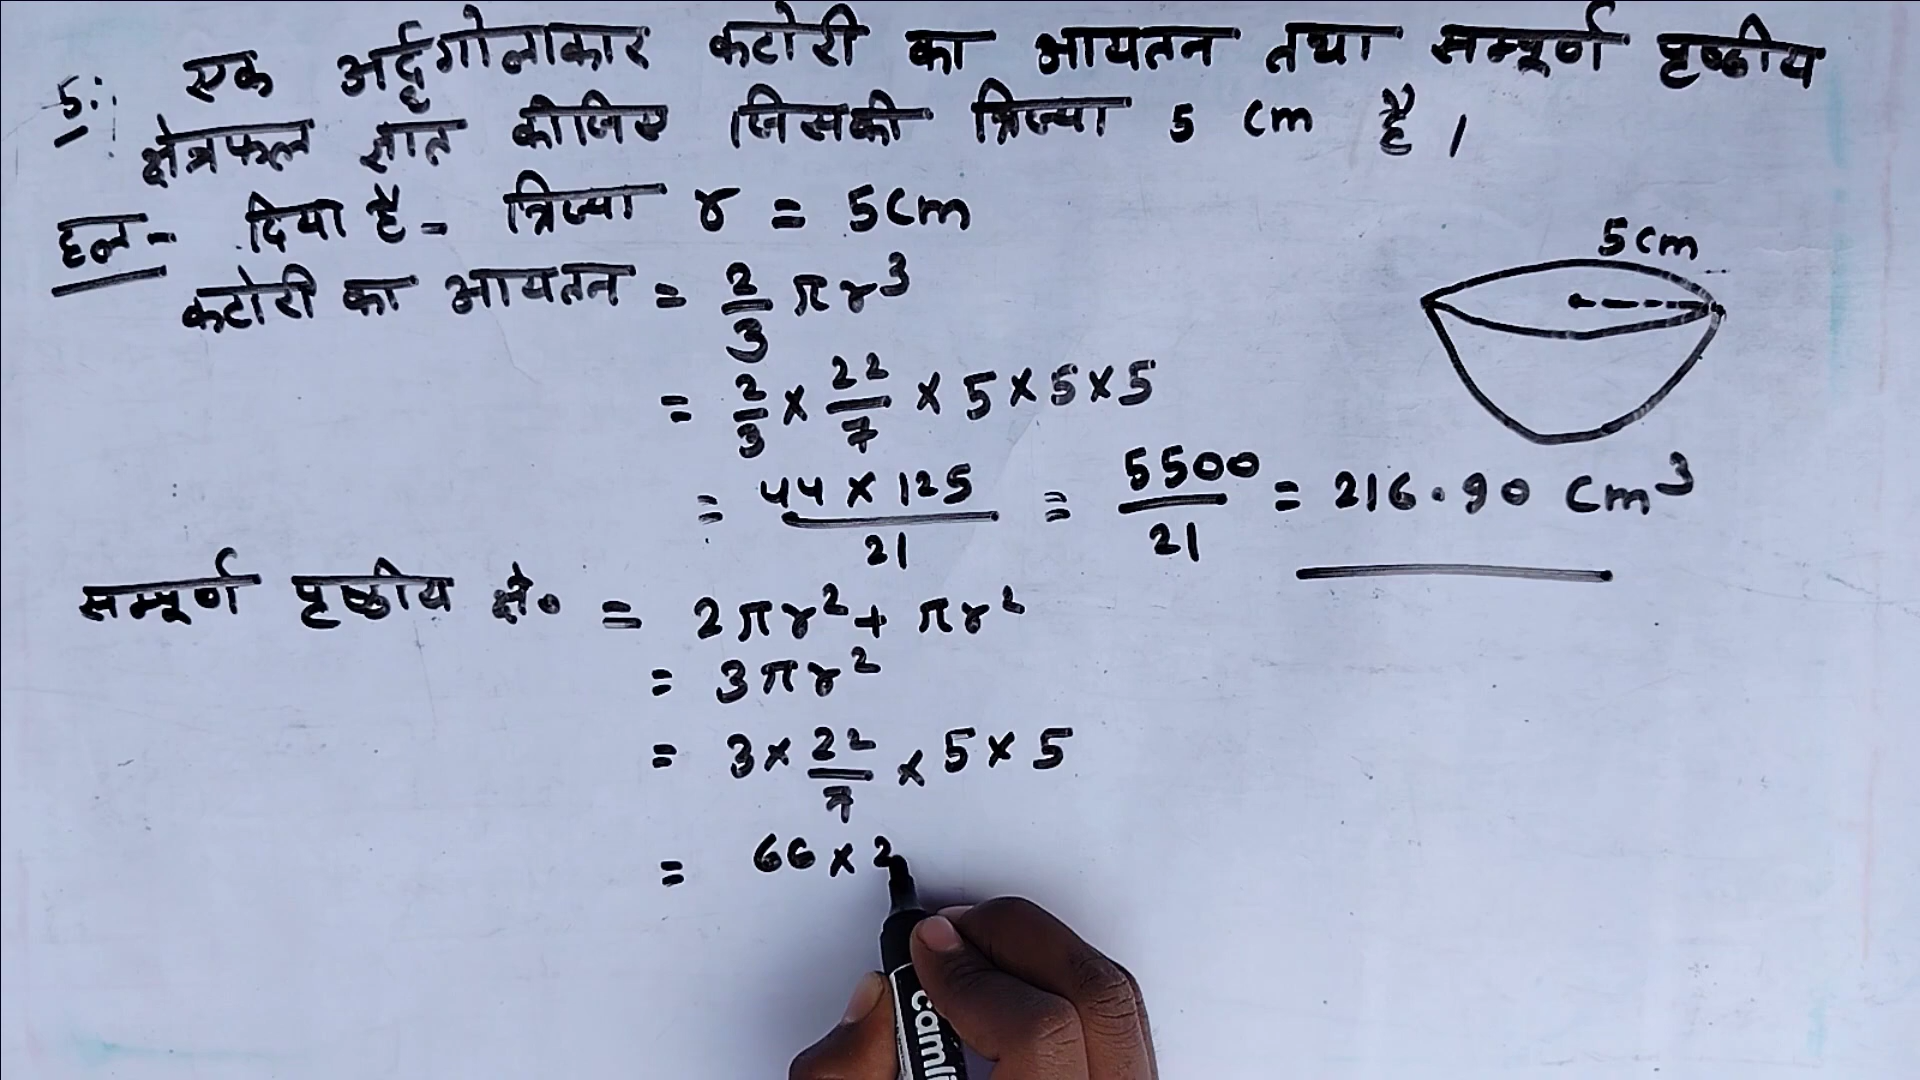 5. एक अर्द्धगोलाकार कटोरी का आयतन तथा सम्पूर्ण पृष्ठीय
क्षेत्रफल ज्ञात कीजिए जिसकी त्रिज्या 5 cm है।
हल- दिया है- त्रिज्या r = 5cm
5cm
कटोरी का आयतन = 2/3 πr³
= 2/3 × 22/7 × 5 × 5 × 5
= 44 × 125/21 = 5500/21 = 216.90 cm³
सम्पूर्ण पृष्ठीय क्षे० = 2πr² + πr²
= 3πr²
= 3 × 22/7 × 5 × 5
= 66 × 2
camli